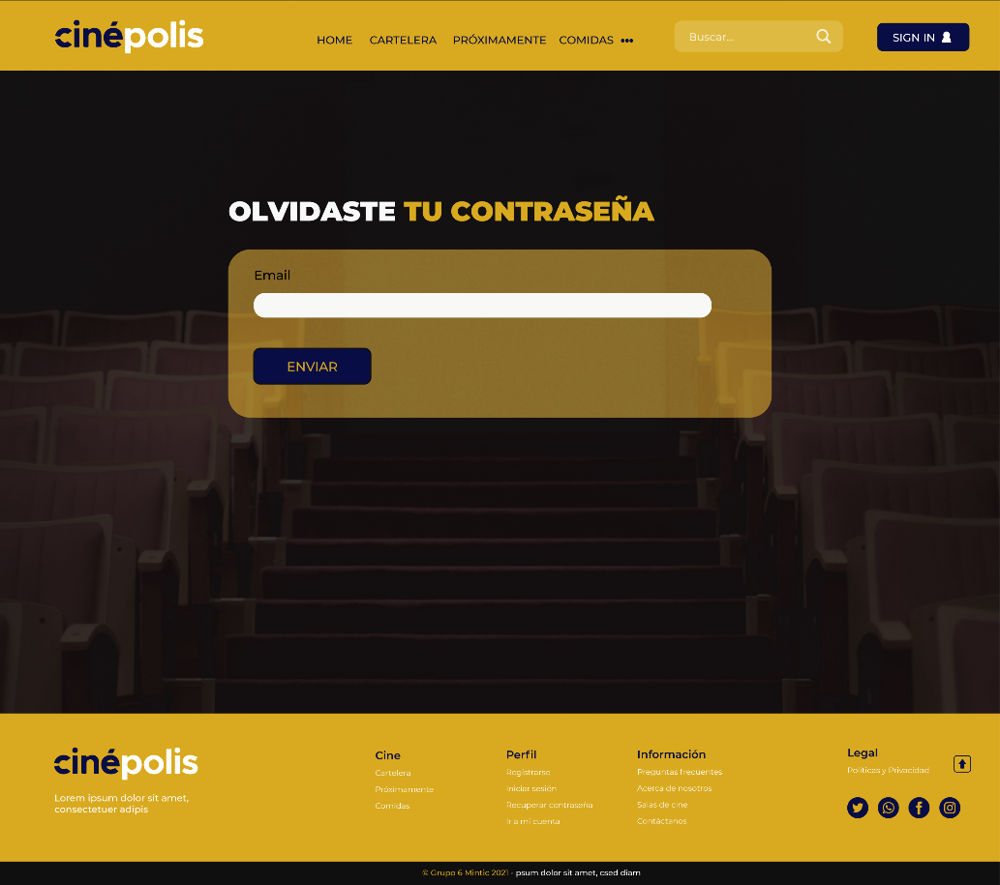 cinépolis
HOME CARTELERA PRÓXIMAMENTE COMIDAS •••
Buscar...
SIGN IN
OLVIDASTE TU CONTRASEÑA
Email
ENVIAR
cinépolis
Lorem ipsum dolor sit amet,
consectetuer adipis
Cine
Cartelera
Próximamente
Comidas
Perfil
Registrarse
Iniciar sesión
Recuperar contraseña
Ir a mi cuenta
Información
Preguntas frecuentes
Acerca de nosotros
Salas de cine
Contáctanos
Legal
Políticas y Privacidad
© Grupo 6 Mintic 2021 - psum dolor sit amet, csed diam